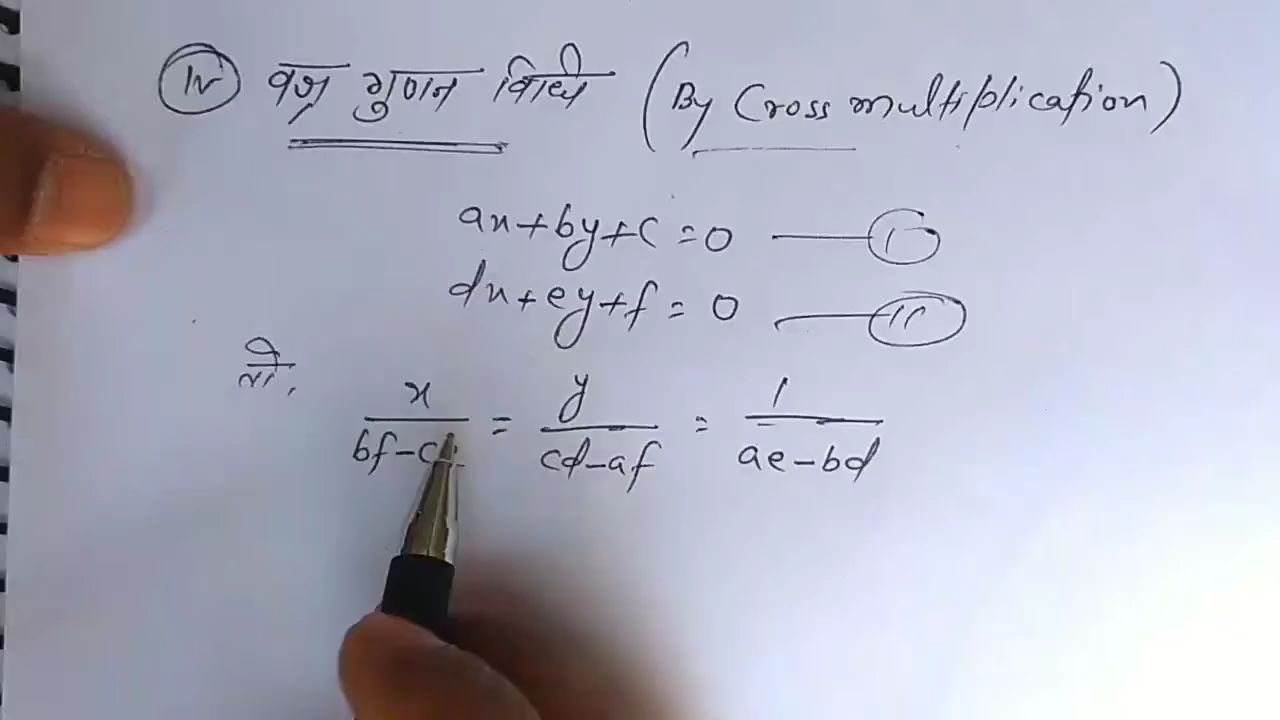 (iv) वज्र गुणन विधि (By Cross multiplication)
ax+by+c=0 —— (i)
dx+ey+f=0 —— (ii)
तो,
x/bf-c = y/cd-af = 1/ae-bd